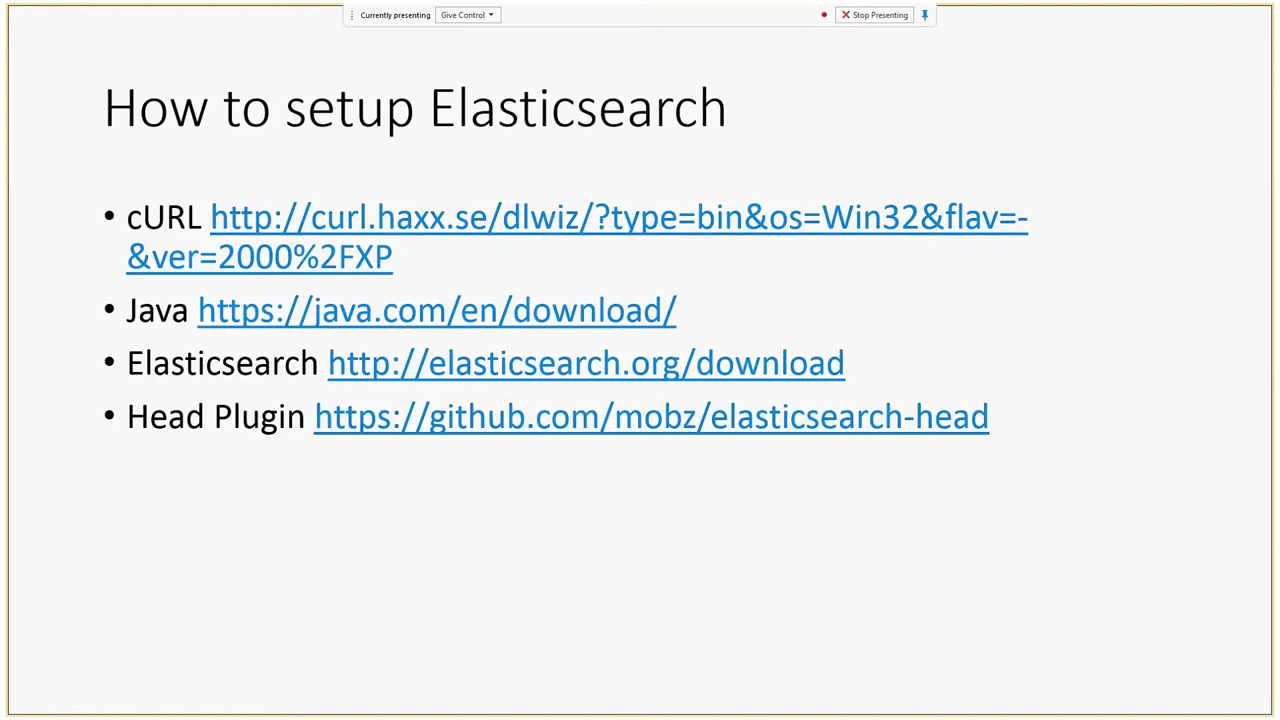 Currently presenting Give Control Stop Presenting
How to setup Elasticsearch
• cURL http://curl.haxx.se/dlwiz/?type=bin&os=Win32&flav=-
&ver=2000%2FXP
• Java https://java.com/en/download/
• Elasticsearch http://elasticsearch.org/download
• Head Plugin https://github.com/mobz/elasticsearch-head